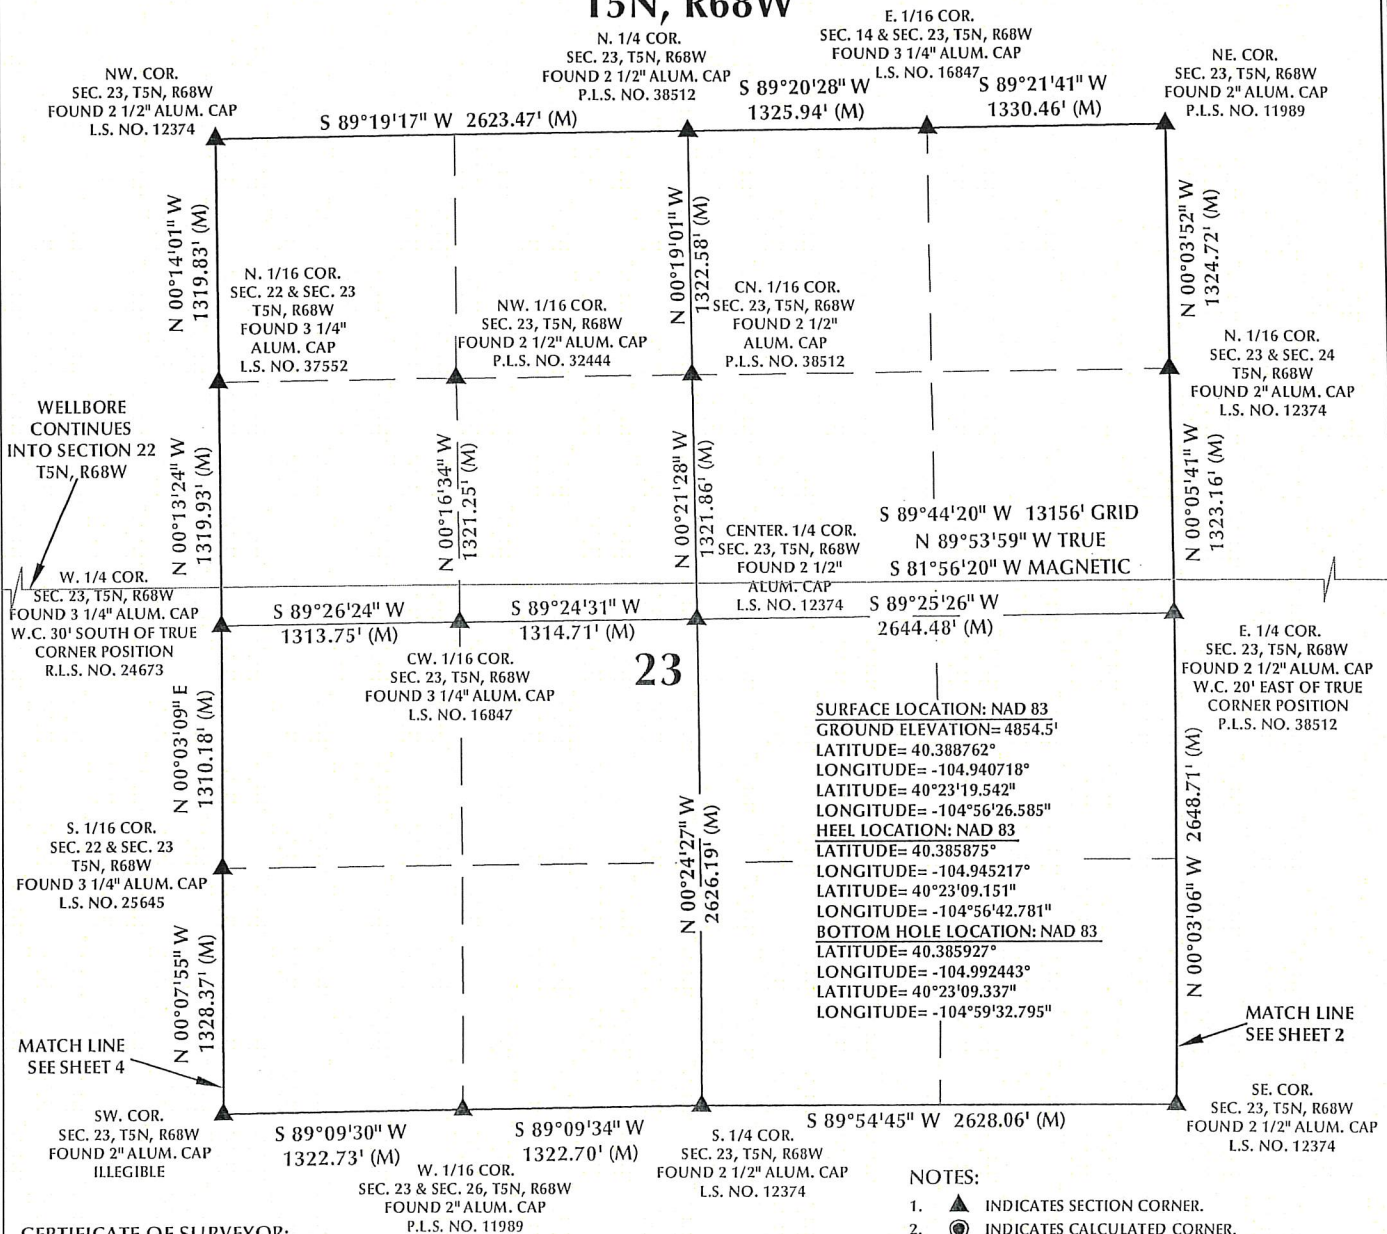 T5N, R68W
NW. COR.
SEC. 23, T5N, R68W
FOUND 2 1/2" ALUM. CAP
L.S. NO. 12374
N. 1/4 COR.
SEC. 23, T5N, R68W
FOUND 2 1/2" ALUM. CAP
P.L.S. NO. 38512
E. 1/16 COR.
SEC. 14 & SEC. 23, T5N, R68W
FOUND 3 1/4" ALUM. CAP
L.S. NO. 16847
NE. COR.
SEC. 23, T5N, R68W
FOUND 2" ALUM. CAP
P.L.S. NO. 11989
S 89°19'17" W 2623.47' (M)
S 89°20'28" W
1325.94' (M)
S 89°21'41" W
1330.46' (M)
N 00°14'01" W
1319.83' (M)
N 00°19'01" W
1322.58' (M)
N 00°03'52" W
1324.72' (M)
N. 1/16 COR.
SEC. 22 & SEC. 23
T5N, R68W
FOUND 3 1/4"
ALUM. CAP
L.S. NO. 37552
NW. 1/16 COR.
SEC. 23, T5N, R68W
FOUND 2 1/2" ALUM. CAP
P.L.S. NO. 32444
CN. 1/16 COR.
SEC. 23, T5N, R68W
FOUND 2 1/2"
ALUM. CAP
P.L.S. NO. 38512
N. 1/16 COR.
SEC. 23 & SEC. 24
T5N, R68W
FOUND 2" ALUM. CAP
L.S. NO. 12374
WELLBORE
CONTINUES
INTO SECTION 22
T5N, R68W
N 00°13'24" W
1319.93' (M)
N 00°16'34" W
1321.25' (M)
N 00°21'28" W
1321.86' (M)
N 00°05'41" W
1323.16' (M)
S 89°44'20" W 13156' GRID
N 89°53'59" W TRUE
S 81°56'20" W MAGNETIC
CENTER. 1/4 COR.
SEC. 23, T5N, R68W
FOUND 2 1/2"
ALUM. CAP
L.S. NO. 12374
W. 1/4 COR.
SEC. 23, T5N, R68W
FOUND 3 1/4" ALUM. CAP
W.C. 30' SOUTH OF TRUE
CORNER POSITION
R.L.S. NO. 24673
S 89°26'24" W
1313.75' (M)
S 89°24'31" W
1314.71' (M)
S 89°25'26" W
2644.48' (M)
E. 1/4 COR.
SEC. 23, T5N, R68W
FOUND 2 1/2" ALUM. CAP
W.C. 20' EAST OF TRUE
CORNER POSITION
P.L.S. NO. 38512
CW. 1/16 COR.
SEC. 23, T5N, R68W
FOUND 3 1/4" ALUM. CAP
L.S. NO. 16847
23
N 00°03'09" E
1310.18' (M)
SURFACE LOCATION: NAD 83
GROUND ELEVATION= 4854.5'
LATITUDE= 40.388762°
LONGITUDE= -104.940718°
LATITUDE= 40°23'19.542"
LONGITUDE= -104°56'26.585"
HEEL LOCATION: NAD 83
LATITUDE= 40.385875°
LONGITUDE= -104.945217°
LATITUDE= 40°23'09.151"
LONGITUDE= -104°56'42.781"
BOTTOM HOLE LOCATION: NAD 83
LATITUDE= 40.385927°
LONGITUDE= -104.992443°
LATITUDE= 40°23'09.337"
LONGITUDE= -104°59'32.795"
N 00°24'27" W
2626.19' (M)
N 00°03'06" W 2648.71' (M)
S. 1/16 COR.
SEC. 22 & SEC. 23
T5N, R68W
FOUND 3 1/4" ALUM. CAP
L.S. NO. 25645
N 00°07'55" W
1328.37' (M)
MATCH LINE
SEE SHEET 4
MATCH LINE
SEE SHEET 2
SW. COR.
SEC. 23, T5N, R68W
FOUND 2" ALUM. CAP
ILLEGIBLE
S 89°09'30" W
1322.73' (M)
S 89°09'34" W
1322.70' (M)
S 89°54'45" W 2628.06' (M)
W. 1/16 COR.
SEC. 23 & SEC. 26, T5N, R68W
FOUND 2" ALUM. CAP
P.L.S. NO. 11989
S. 1/4 COR.
SEC. 23, T5N, R68W
FOUND 2 1/2" ALUM. CAP
L.S. NO. 12374
SE. COR.
SEC. 23, T5N, R68W
FOUND 2 1/2" ALUM. CAP
L.S. NO. 12374
NOTES:
1. INDICATES SECTION CORNER.
2. INDICATES CALCULATED CORNER.
CERTIFICATE OF SURVEYOR: